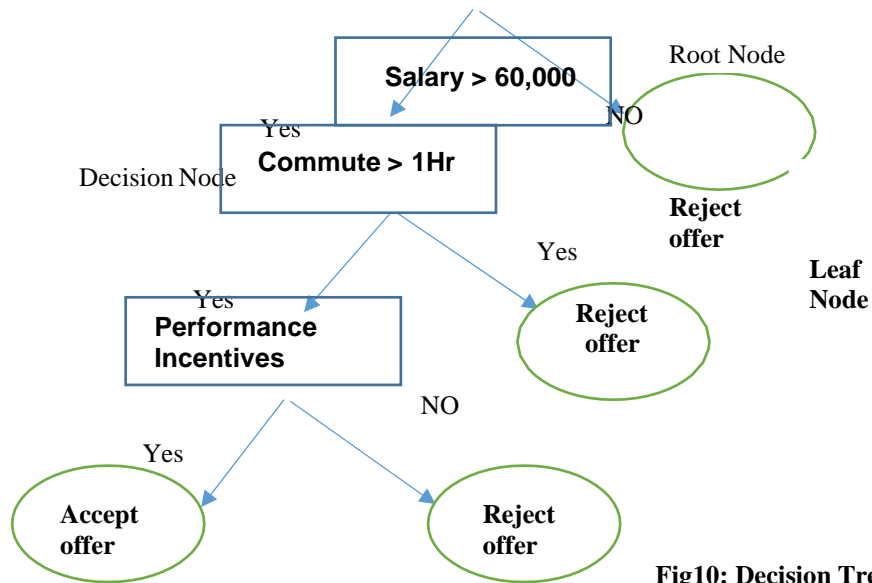 Root Node
Salary > 60,000
NO
Yes
Commute > 1Hr
Decision Node
Reject
offer
Yes
Leaf
Node
Yes
Performance
Incentives
Reject
offer
NO
Yes
Accept
offer
Reject
offer
Fig10: Decision Tre